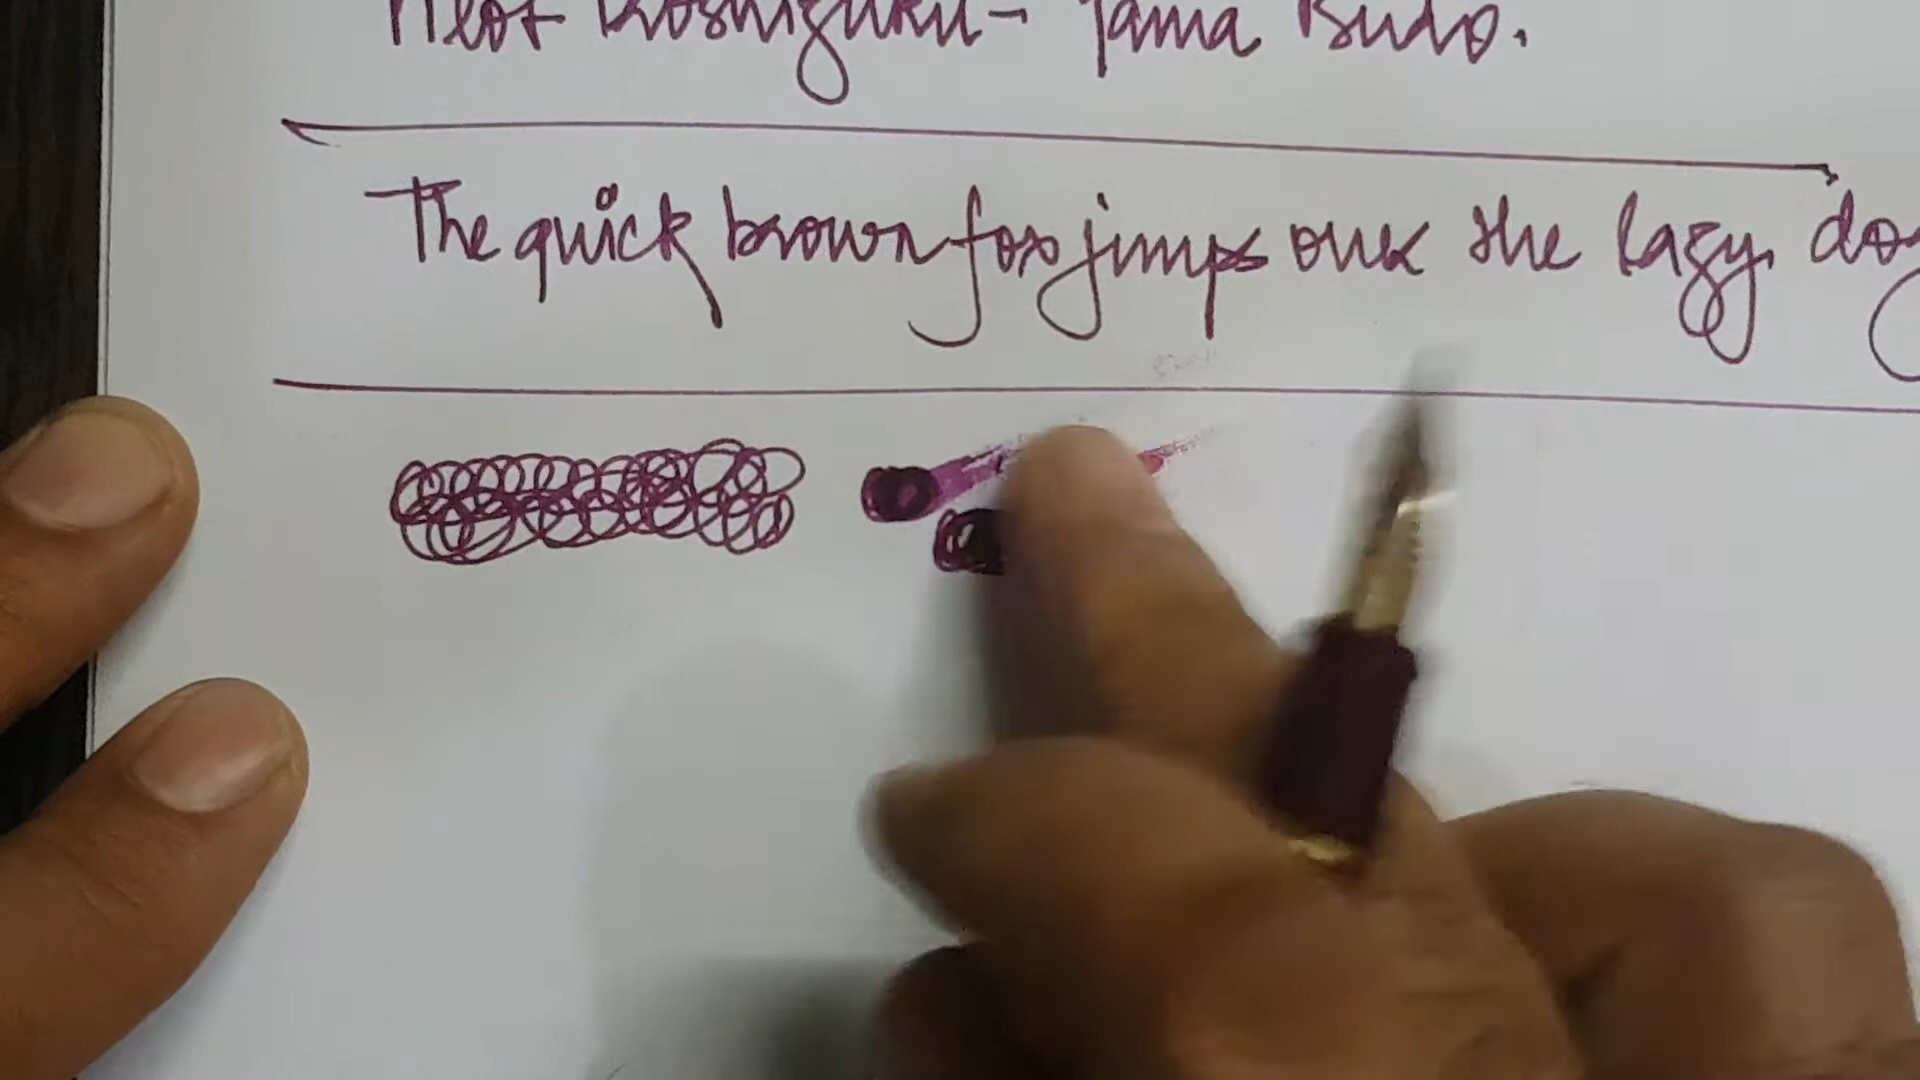 Pilot Iroshizuku - Yama Budo.
The quick brown fox jumps over the lazy dog